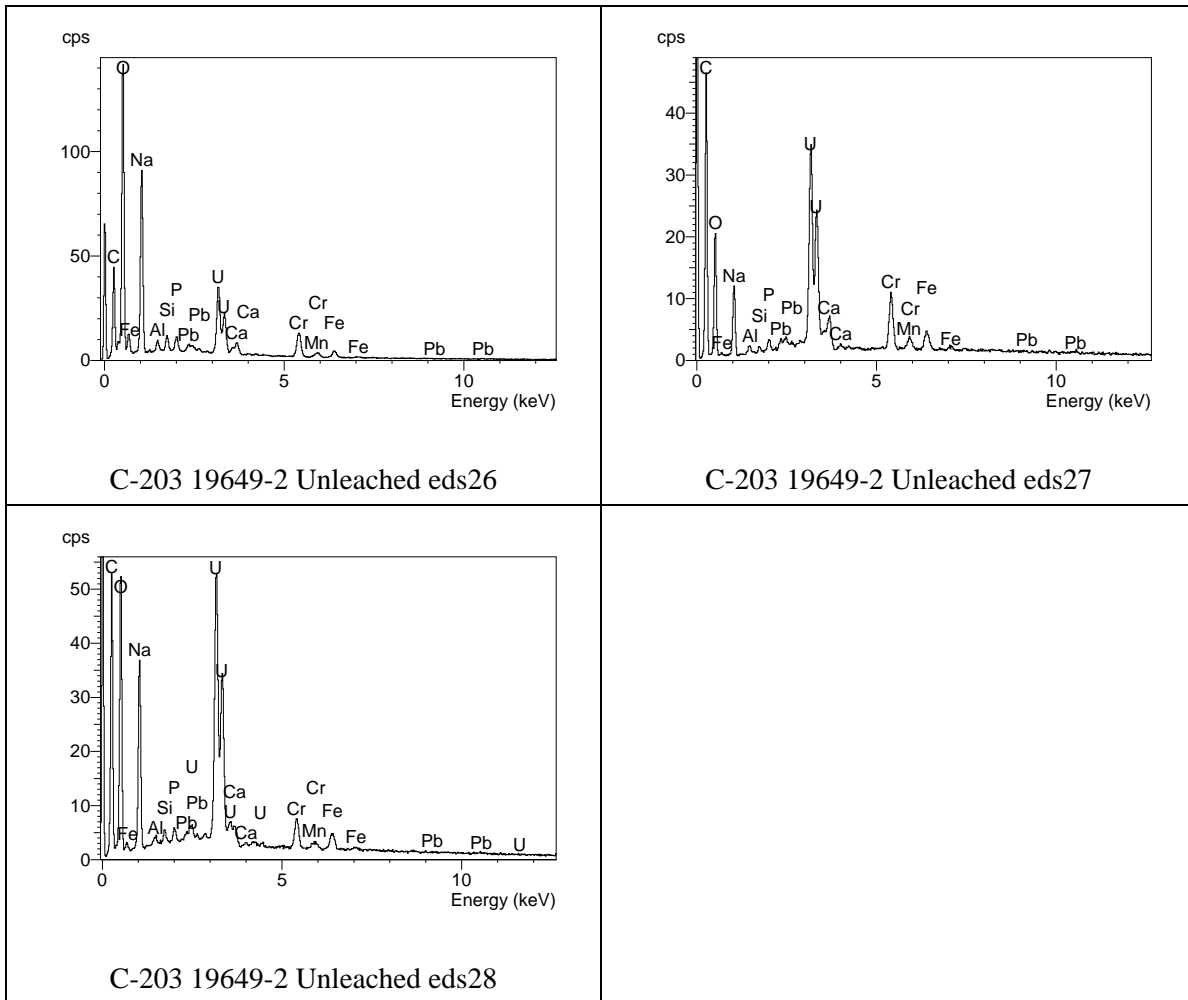 cps
O
100
Na
50
C
U
P
Ca
Si
Pb
U
Cr
Fe
Al
Pb
Ca
Cr
Fe
Mn
Fe
Pb
Pb
0
0
5
10
Energy (keV)
C-203 19649-2 Unleached eds26
cps
C
40
U
30
U
20
O
Na
10
Cr
Fe
P
Pb
Ca
Cr
Si
Pb
Mn
Al
Ca
Fe
Fe
Pb
Pb
0
0
5
10
Energy (keV)
C-203 19649-2 Unleached eds27
cps
C
U
50
O
40
Na
U
30
20
U
P
Ca
Cr
10
Si
Pb
U
U
Cr
Fe
Fe
Al
Pb
Ca
Mn
Fe
Pb
Pb
U
0
0
5
10
Energy (keV)
C-203 19649-2 Unleached eds28